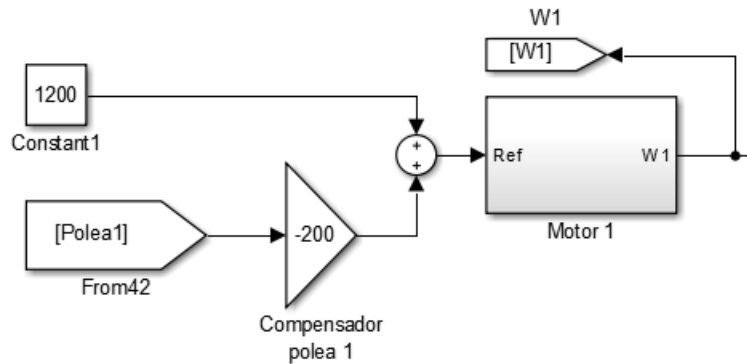 W1
[W1]
1200
Constant1
+
+
Ref
W1
Motor 1
[Polea1]
From42
-200
Compensador
polea 1